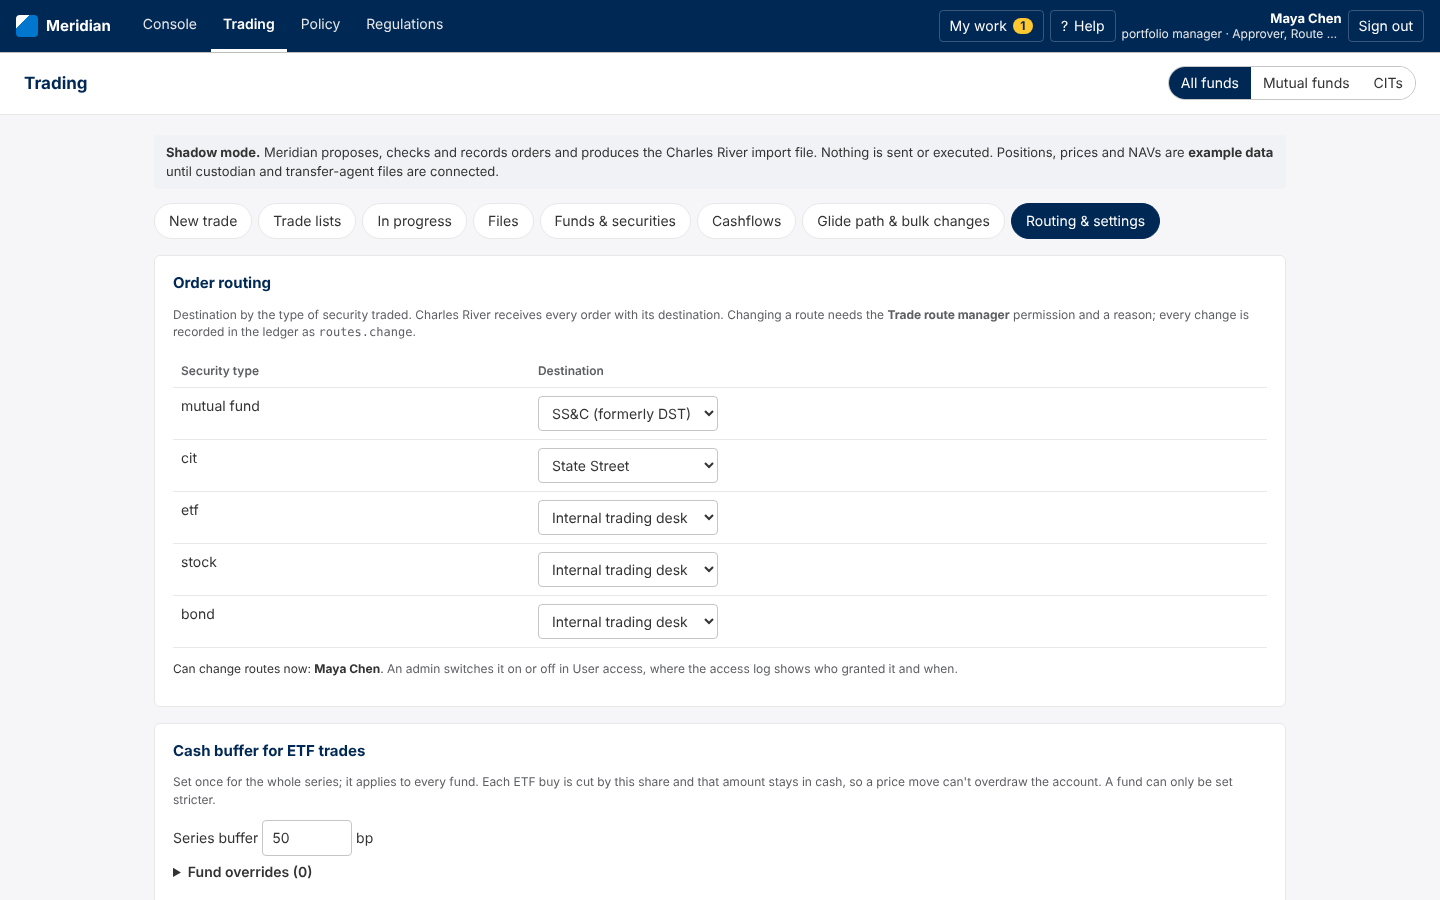 Meridian
Console
Trading
Policy
Regulations
My work 1
? Help
Maya Chen
portfolio manager · Approver, Route ...
Sign out
Trading
All funds
Mutual funds
CITs
Shadow mode. Meridian proposes, checks and records orders and produces the Charles River import file. Nothing is sent or executed. Positions, prices and NAVs are example data
until custodian and transfer-agent files are connected.
New trade
Trade lists
In progress
Files
Funds & securities
Cashflows
Glide path & bulk changes
Routing & settings
Order routing
Destination by the type of security traded. Charles River receives every order with its destination. Changing a route needs the Trade route manager permission and a reason; every change is
recorded in the ledger as routes.change.
Security type
Destination
mutual fund
SS&C (formerly DST)
cit
State Street
etf
Internal trading desk
stock
Internal trading desk
bond
Internal trading desk
Can change routes now: Maya Chen. An admin switches it on or off in User access, where the access log shows who granted it and when.
Cash buffer for ETF trades
Set once for the whole series; it applies to every fund. Each ETF buy is cut by this share and that amount stays in cash, so a price move can't overdraw the account. A fund can only be set
stricter.
Series buffer 50 bp
Fund overrides (0)